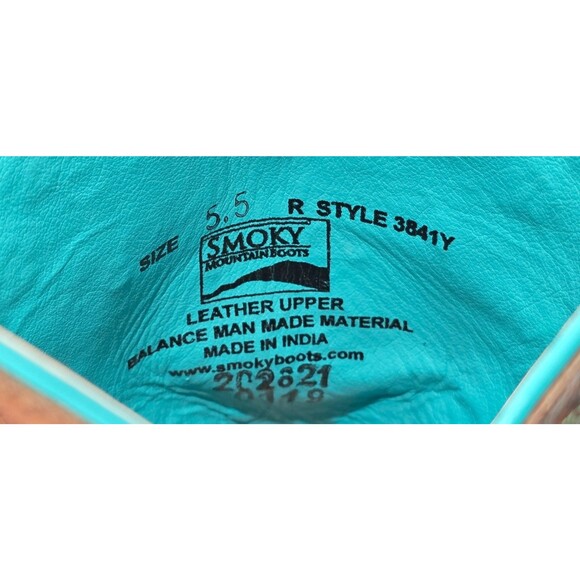 SIZE 5.5 R STYLE 3841Y
SMOKY
MOUNTAIN BOOTS
LEATHER UPPER
BALANCE MAN MADE MATERIAL
MADE IN INDIA
www.smokyboots.com
202821